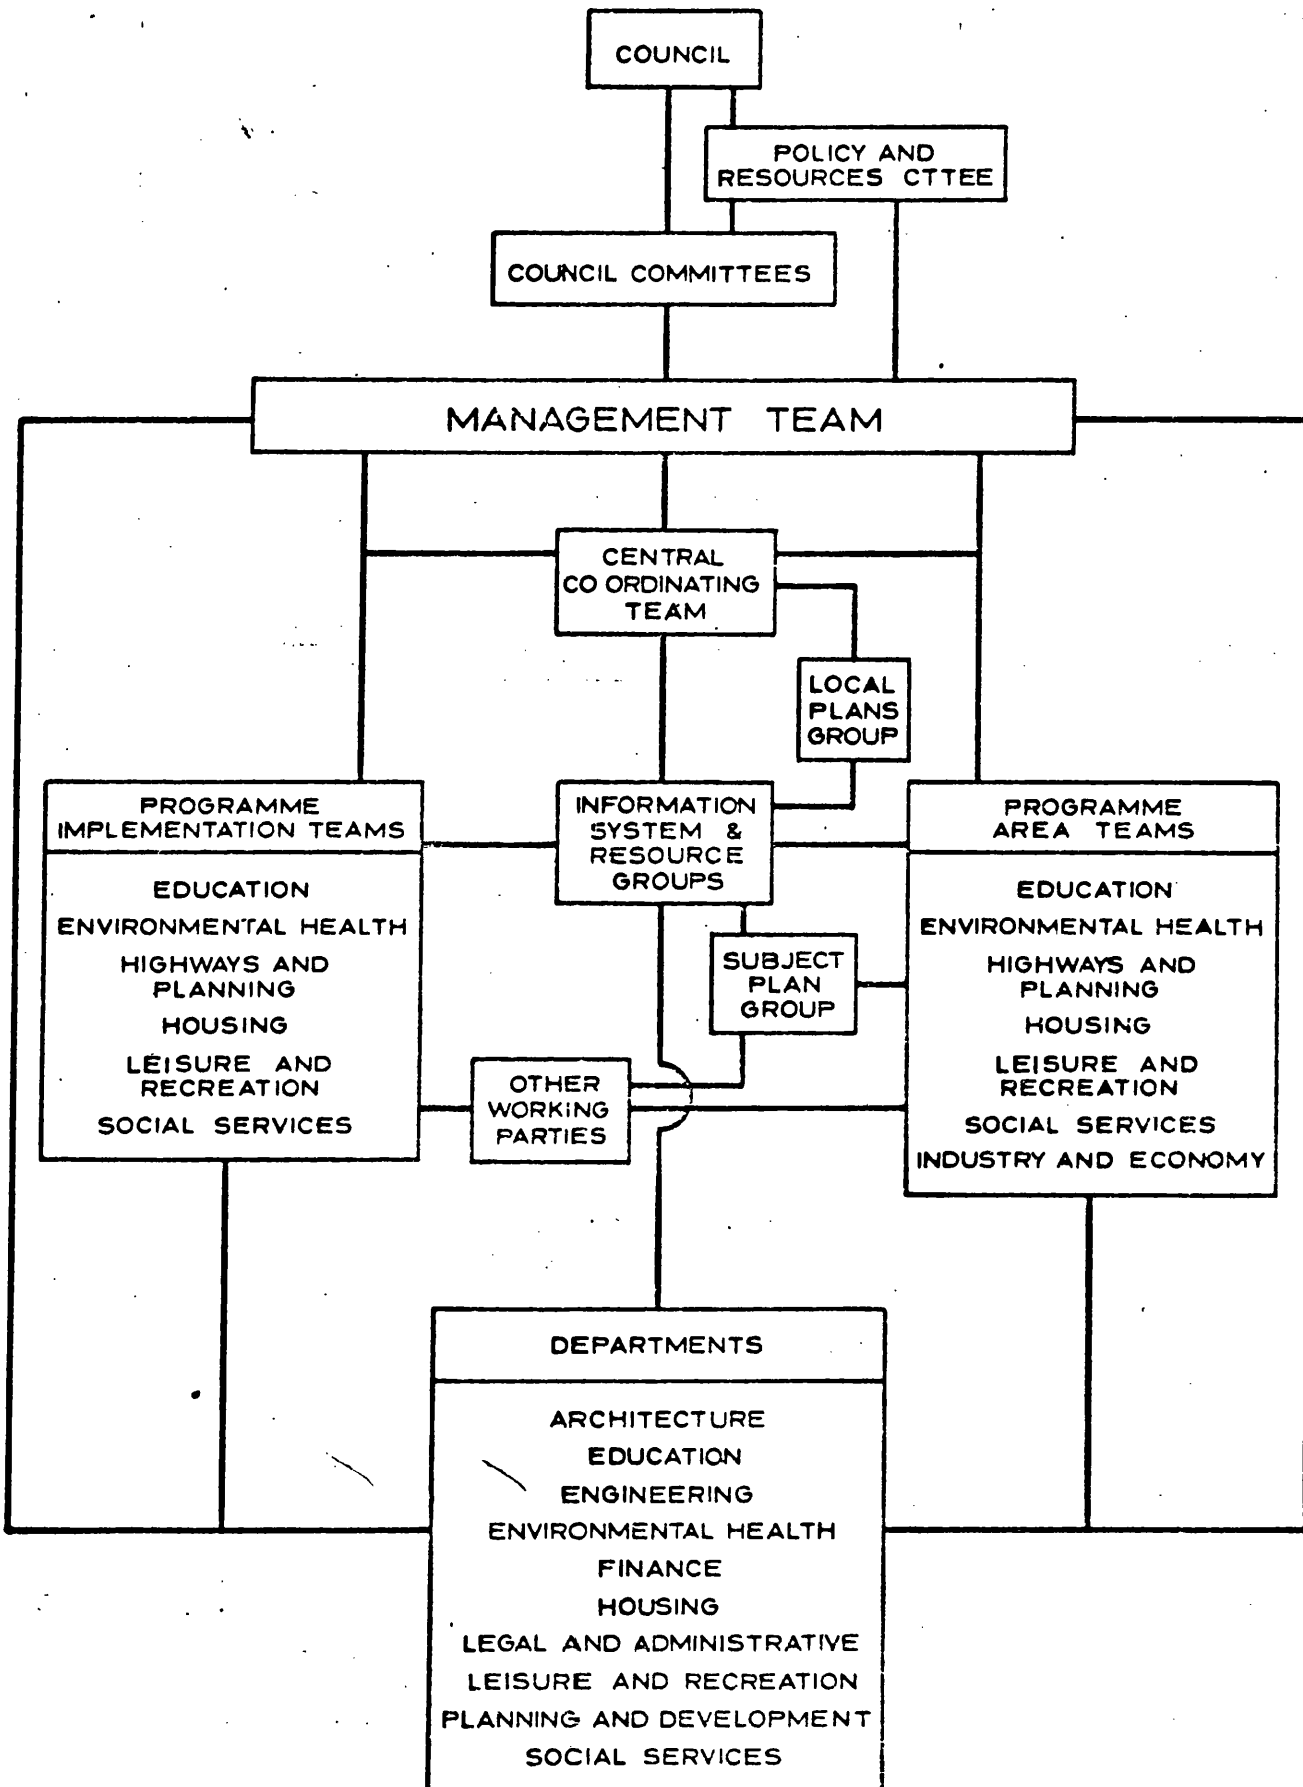 COUNCIL
POLICY AND
RESOURCES CTTEE
COUNCIL COMMITTEES
MANAGEMENT TEAM
CENTRAL
CO ORDINATING
TEAM
LOCAL
PLANS
GROUP
PROGRAMME
IMPLEMENTATION TEAMS
EDUCATION
ENVIRONMENTAL HEALTH
HIGHWAYS AND
PLANNING
HOUSING
LEISURE AND
RECREATION
SOCIAL SERVICES
INFORMATION
SYSTEM &
RESOURCE
GROUPS
PROGRAMME
AREA TEAMS
EDUCATION
ENVIRONMENTAL HEALTH
HIGHWAYS AND
PLANNING
HOUSING
LEISURE AND
RECREATION
SOCIAL SERVICES
INDUSTRY AND ECONOMY
SUBJECT
PLAN
GROUP
OTHER
WORKING
PARTIES
DEPARTMENTS
ARCHITECTURE
EDUCATION
ENGINEERING
ENVIRONMENTAL HEALTH
FINANCE
HOUSING
LEGAL AND ADMINISTRATIVE
LEISURE AND RECREATION
PLANNING AND DEVELOPMENT
SOCIAL SERVICES